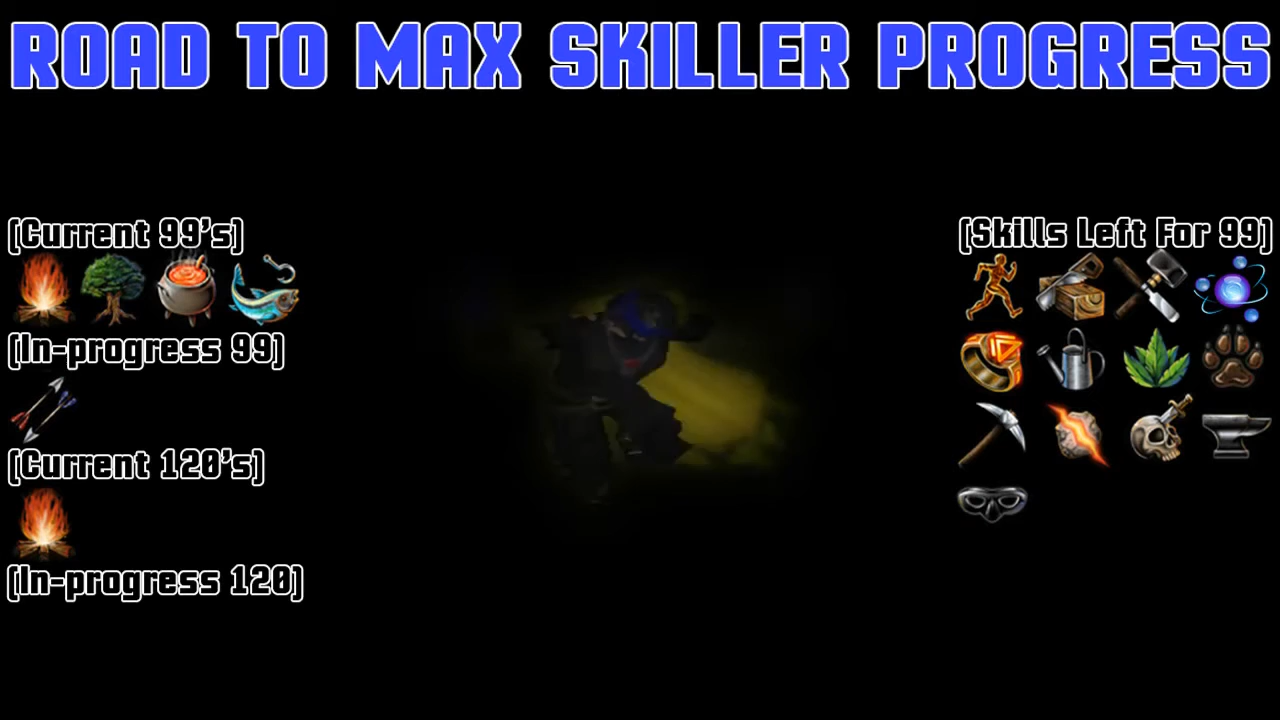 ROAD TO MAX SKILLER PROGRESS
(Current 99's)
(In-progress 99)
(Current 120's)
(In-progress 120)
(Skills Left For 99)